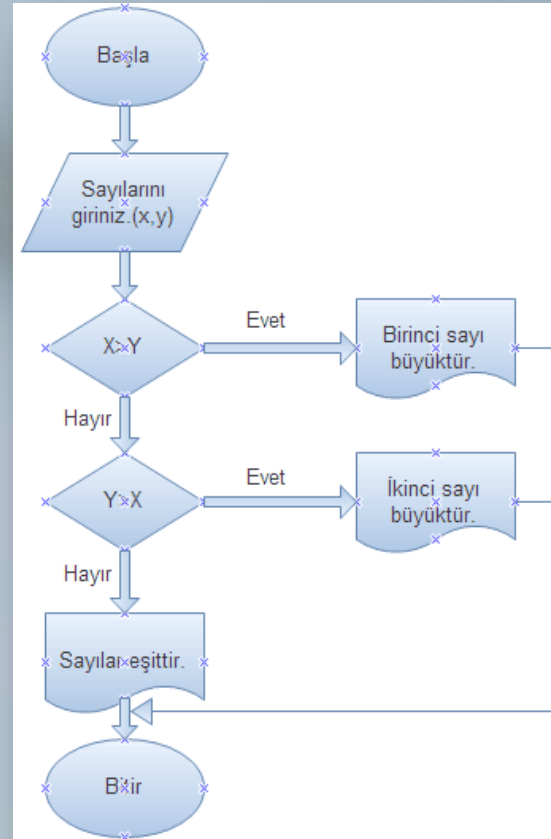 Başla
Sayılarını
giriniz.(x,y)
X>Y
Evet
Birinci sayı
büyüktür.
Hayır
Y>X
Evet
İkinci sayı
büyüktür.
Hayır
Sayılar eşittir.
Bitir